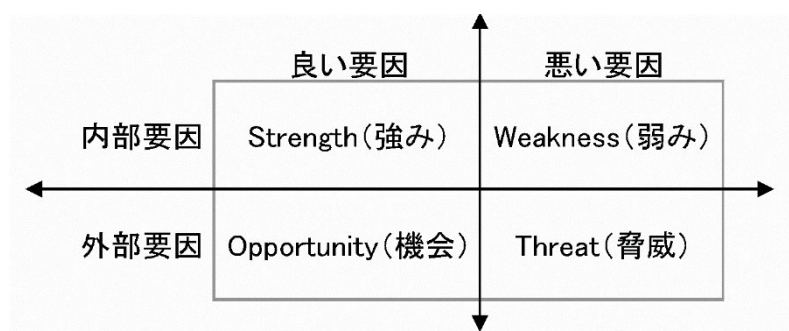 良い要因 悪い要因
内部要因 Strength(強み) Weakness(弱み)
外部要因 Opportunity(機会) Threat(脅威)